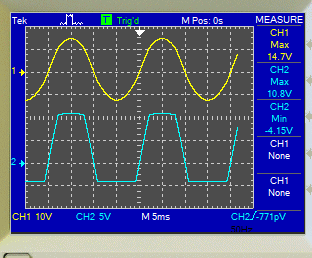 Tek Trig'd M Pos: 0s MEASURE
CH1
Max
14.7V
CH2
Max
10.8V
CH2
Min
-4.15V
CH1
None
CH1
None
1
2
CH1 10V CH2 5V M 5ms CH2 ∕ -771pV